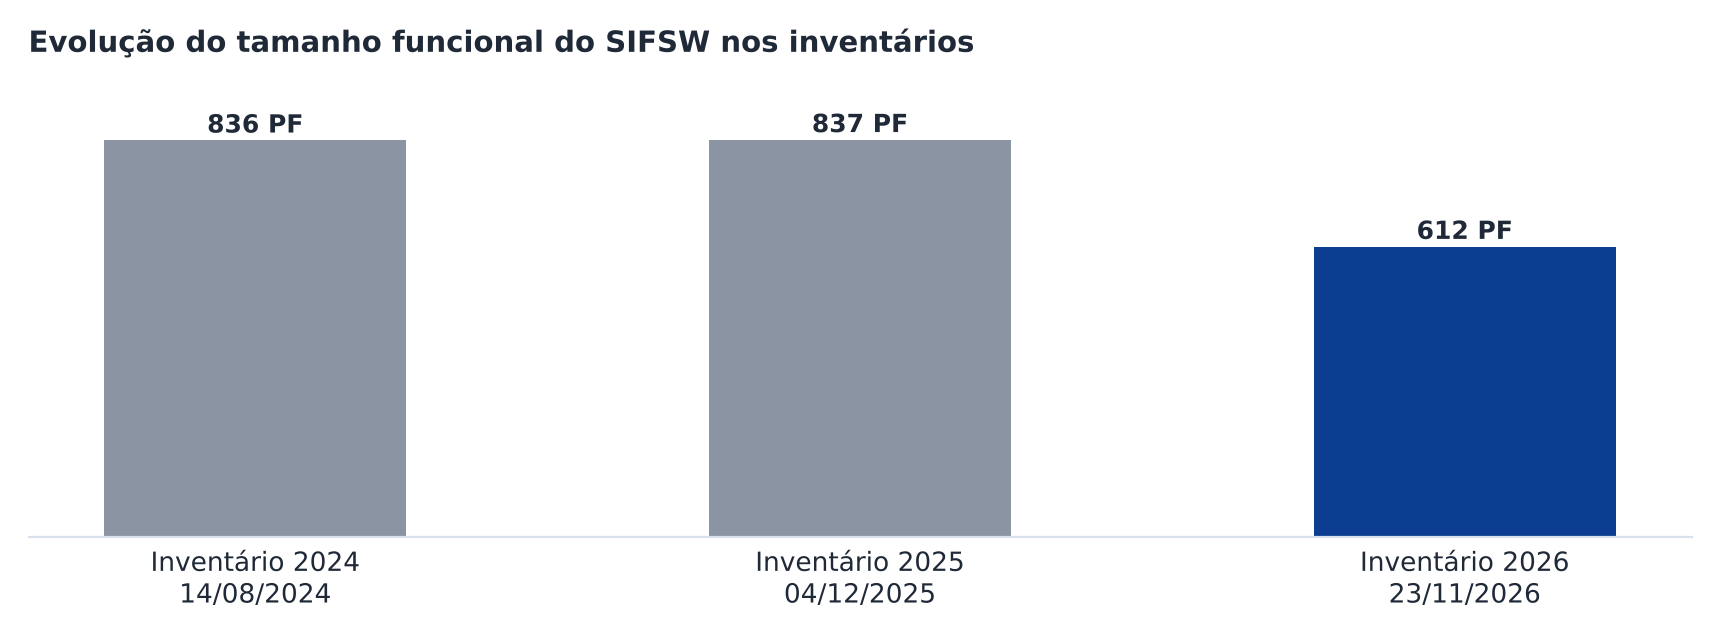 Evolução do tamanho funcional do SIFSW nos inventários
836 PF
837 PF
612 PF
Inventário 2024
14/08/2024
Inventário 2025
04/12/2025
Inventário 2026
23/11/2026